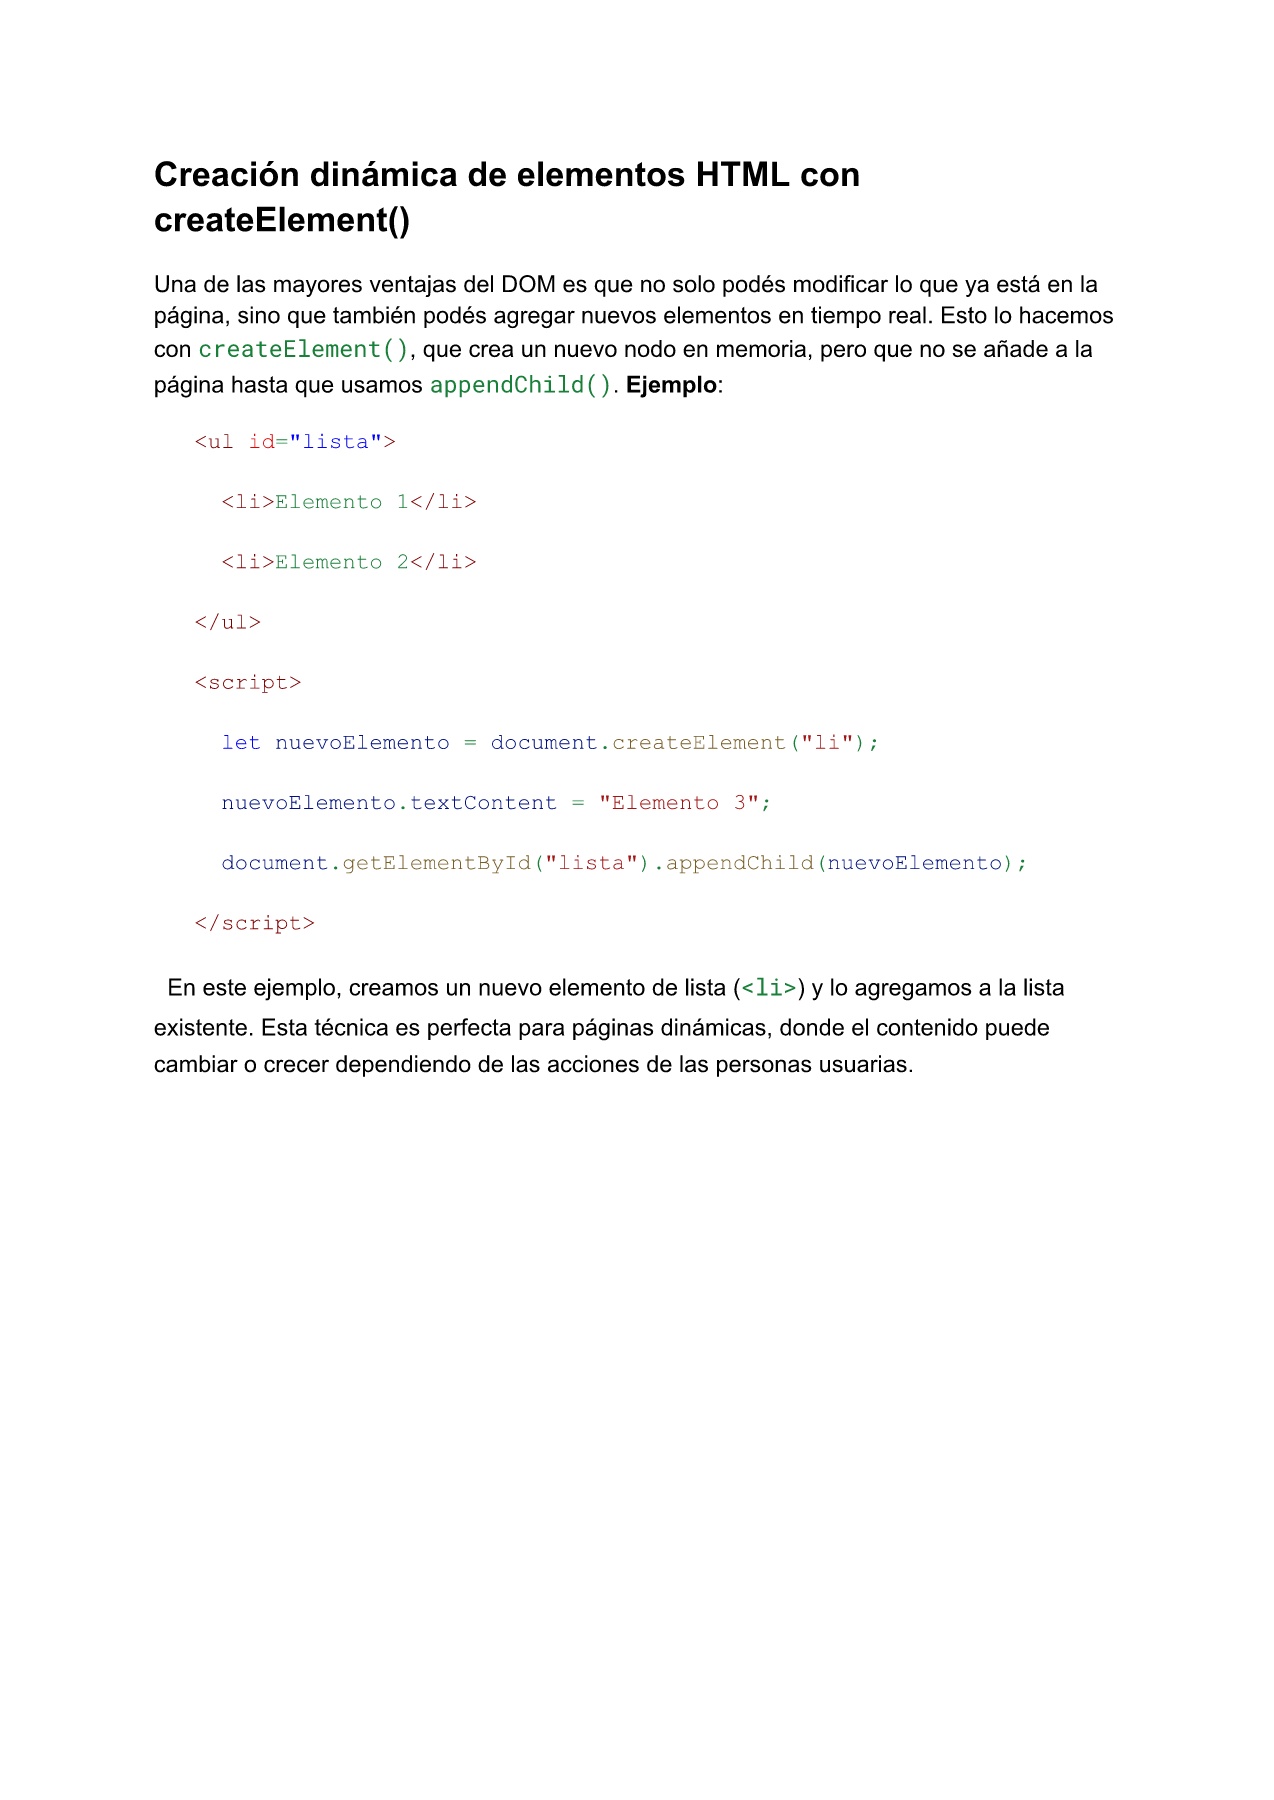 Creación dinámica de elementos HTML con
createElement()
Una de las mayores ventajas del DOM es que no solo podés modificar lo que ya está en la
página, sino que también podés agregar nuevos elementos en tiempo real. Esto lo hacemos
con createElement(), que crea un nuevo nodo en memoria, pero que no se añade a la
página hasta que usamos appendChild(). Ejemplo:
<ul id="lista">
<li>Elemento 1</li>
<li>Elemento 2</li>
</ul>
<script>
let nuevoElemento = document.createElement("li");
nuevoElemento.textContent = "Elemento 3";
document.getElementById("lista").appendChild(nuevoElemento);
</script>
En este ejemplo, creamos un nuevo elemento de lista (<li>) y lo agregamos a la lista
existente. Esta técnica es perfecta para páginas dinámicas, donde el contenido puede
cambiar o crecer dependiendo de las acciones de las personas usuarias.